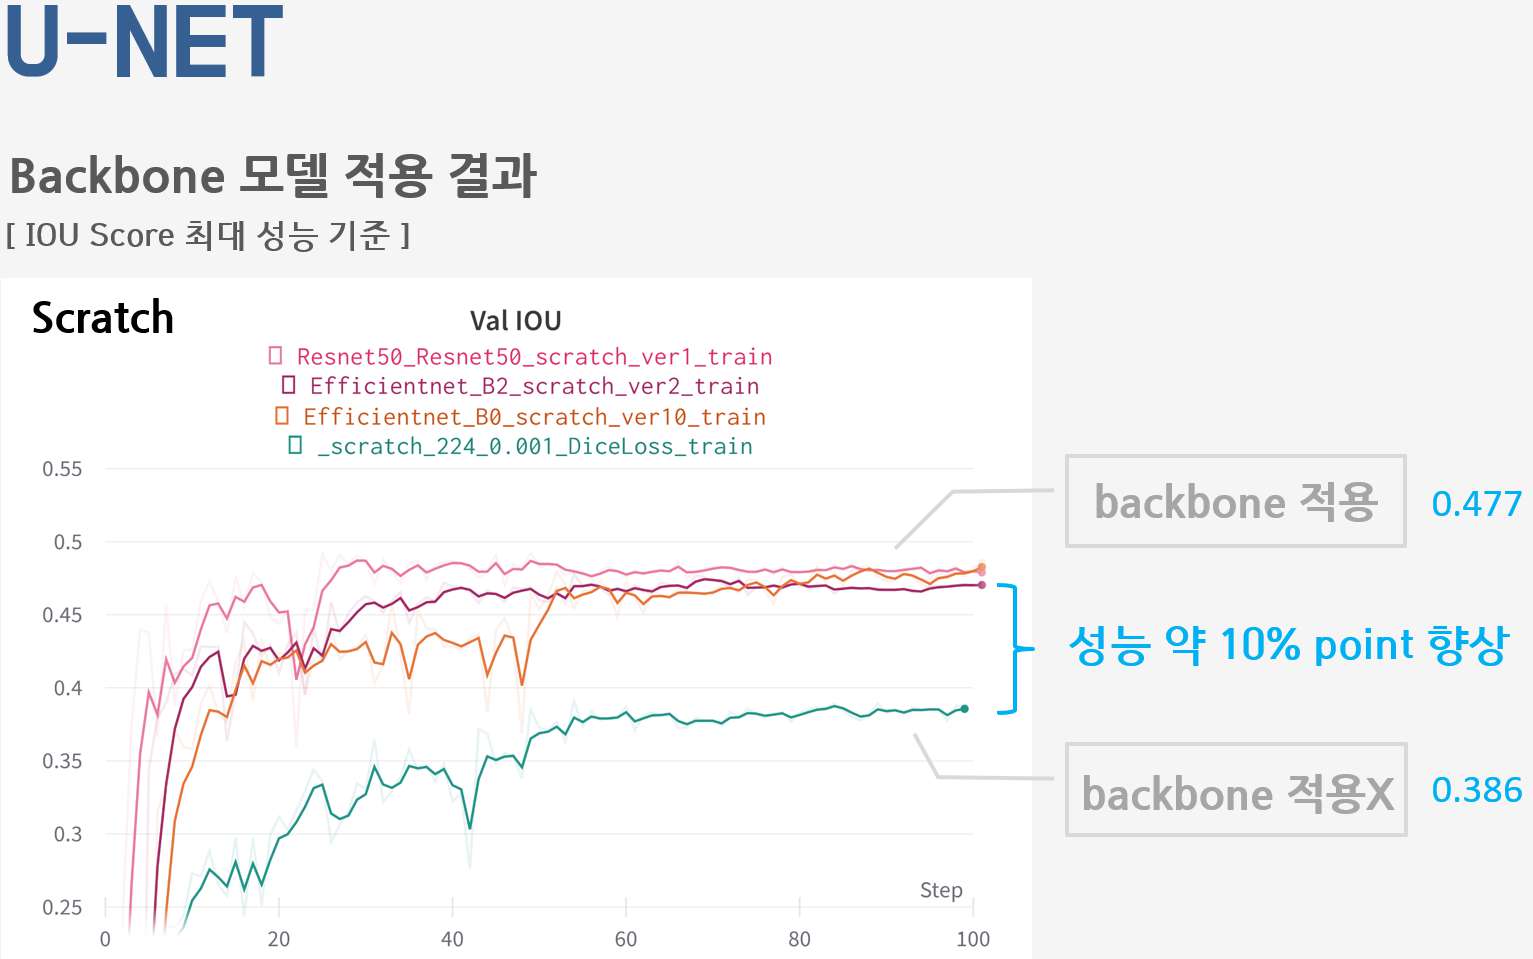 U-NET
Backbone 모델 적용 결과
[ IOU Score 최대 성능 기준 ]
Scratch
Val IOU
Resnet50_Resnet50_scratch_ver1_train
Efficientnet_B2_scratch_ver2_train
Efficientnet_B0_scratch_ver10_train
_scratch_224_0.001_DiceLoss_train
0.55
0.5
0.45
0.4
0.35
0.3
0.25
Step
0 20 40 60 80 100
backbone 적용 0.477
성능 약 10% point 향상
backbone 적용X 0.386